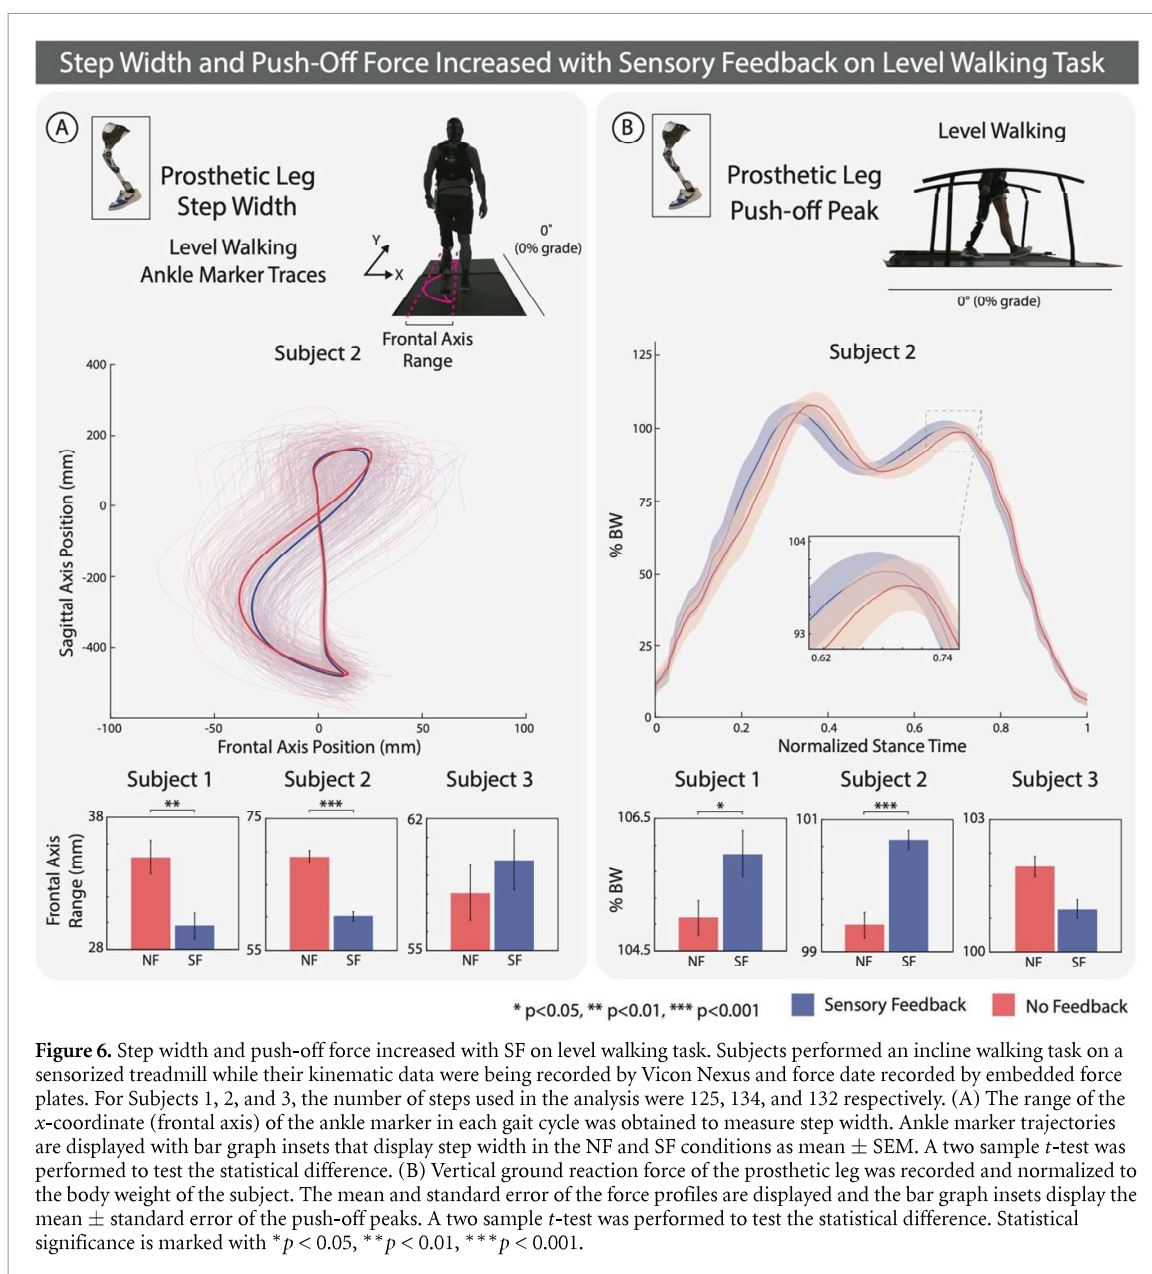 Step Width and Push-Off Force Increased with Sensory Feedback on Level Walking Task
A
Prosthetic Leg
Step Width
Level Walking
Ankle Marker Traces
Y
X
0°
(0% grade)
Frontal Axis
Range
Subject 2
400
200
0
-200
-400
Sagittal Axis Position (mm)
-100
-50
0
50
100
Frontal Axis Position (mm)
Subject 1
Subject 2
Subject 3
Frontal Axis
Range (mm)
38
28
**
NF
SF
75
55
***
NF
SF
62
55
NF
SF
B
Prosthetic Leg
Push-off Peak
Level Walking
0° (0% grade)
Subject 2
125
100
75
50
25
0
% BW
104
93
0.62
0.74
0
0.2
0.4
0.6
0.8
1
Normalized Stance Time
Subject 1
Subject 2
Subject 3
% BW
106.5
104.5
*
NF
SF
101
99
***
NF
SF
103
100
NF
SF
* p<0.05, ** p<0.01, *** p<0.001
Sensory Feedback
No Feedback
Figure 6. Step width and push-off force increased with SF on level walking task. Subjects performed an incline walking task on a
sensorized treadmill while their kinematic data were being recorded by Vicon Nexus and force date recorded by embedded force
plates. For Subjects 1, 2, and 3, the number of steps used in the analysis were 125, 134, and 132 respectively. (A) The range of the
x-coordinate (frontal axis) of the ankle marker in each gait cycle was obtained to measure step width. Ankle marker trajectories
are displayed with bar graph insets that display step width in the NF and SF conditions as mean ± SEM. A two sample t-test was
performed to test the statistical difference. (B) Vertical ground reaction force of the prosthetic leg was recorded and normalized to
the body weight of the subject. The mean and standard error of the force profiles are displayed and the bar graph insets display the
mean ± standard error of the push-off peaks. A two sample t-test was performed to test the statistical difference. Statistical
significance is marked with *p < 0.05, **p < 0.01, ***p < 0.001.